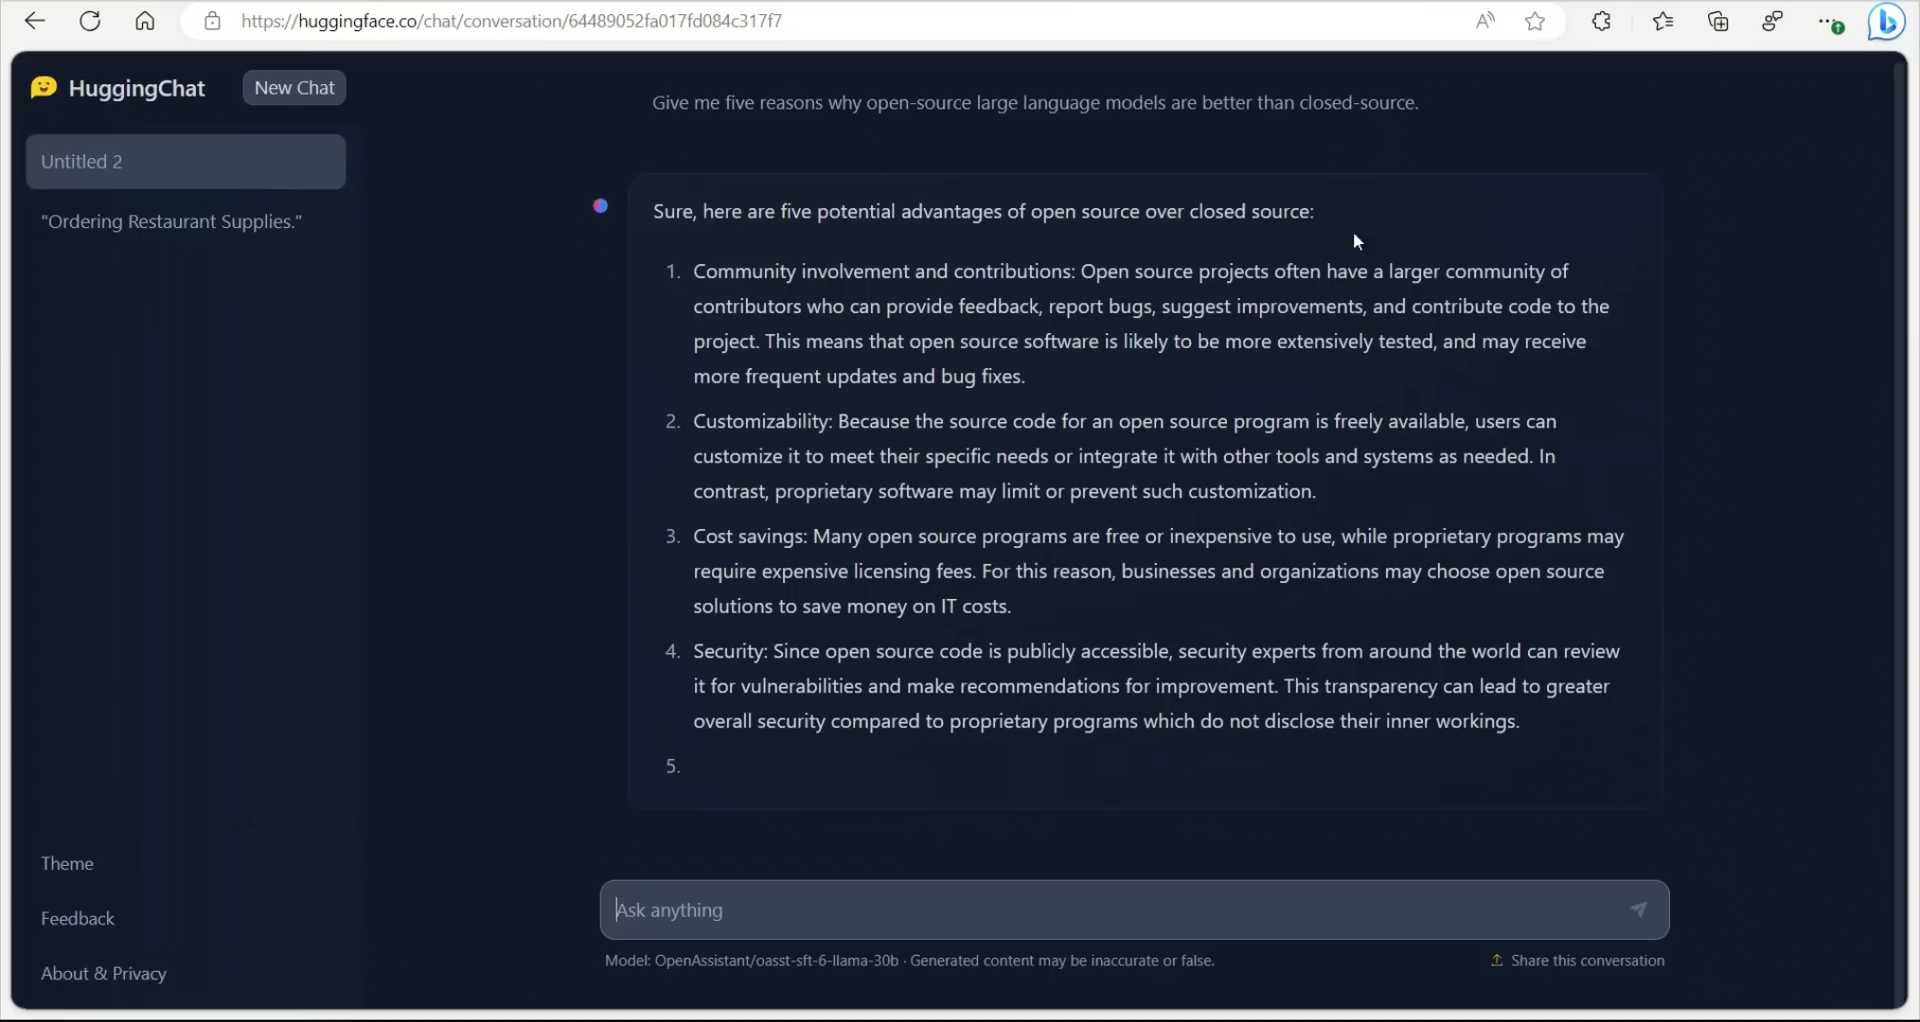 https://huggingface.co/chat/conversation/64489052fa017fd084c317f7
HuggingChat
New Chat
Untitled 2
"Ordering Restaurant Supplies."
Theme
Feedback
About & Privacy
Give me five reasons why open-source large language models are better than closed-source.
Sure, here are five potential advantages of open source over closed source:
1. Community involvement and contributions: Open source projects often have a larger community of
contributors who can provide feedback, report bugs, suggest improvements, and contribute code to the
project. This means that open source software is likely to be more extensively tested, and may receive
more frequent updates and bug fixes.
2. Customizability: Because the source code for an open source program is freely available, users can
customize it to meet their specific needs or integrate it with other tools and systems as needed. In
contrast, proprietary software may limit or prevent such customization.
3. Cost savings: Many open source programs are free or inexpensive to use, while proprietary programs may
require expensive licensing fees. For this reason, businesses and organizations may choose open source
solutions to save money on IT costs.
4. Security: Since open source code is publicly accessible, security experts from around the world can review
it for vulnerabilities and make recommendations for improvement. This transparency can lead to greater
overall security compared to proprietary programs which do not disclose their inner workings.
5.
Ask anything
Model: OpenAssistant/oasst-sft-6-llama-30b · Generated content may be inaccurate or false.
Share this conversation